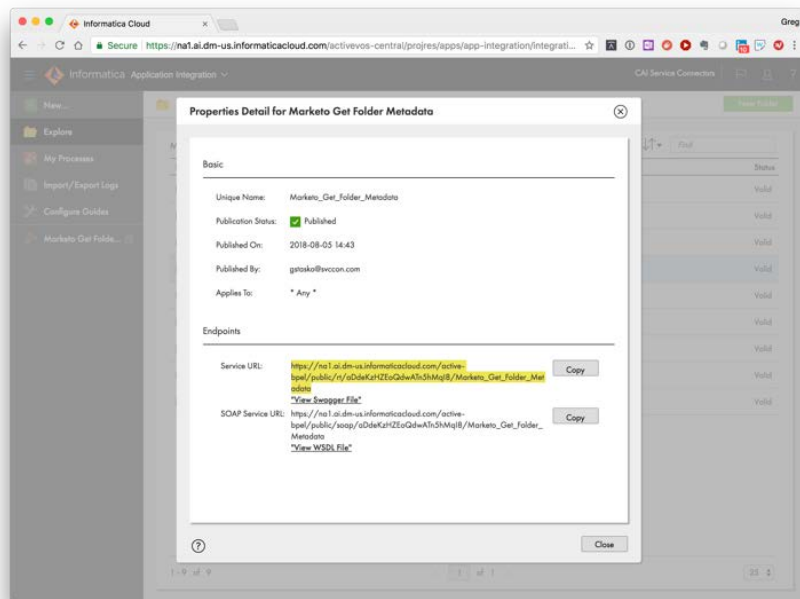 Informatica Cloud
Greg
Secure https://na1.ai.dm-us.informaticacloud.com/activevos-central/projres/apps/app-integration/integrati...
Informatica Application Integration
CAI Service Connectors
New...
New Folder
Properties Detail for Marketo Get Folder Metadata
Explore
Find
My Processes
Status
Basic
Import/Export Logs
Valid
Unique Name: Marketo_Get_Folder_Metadata
Configure Guides
Valid
Publication Status: Published
Marketo Get Folde...
Published On: 2018-08-05 14:43
Valid
Published By: gstasko@svccon.com
Valid
Applies To: * Any *
Valid
Endpoints
Valid
Service URL: https://na1.ai.dm-us.informaticacloud.com/active-
bpel/public/rt/aDdeKzHZEoQdwATn5hMqI8/Marketo_Get_Folder_Met
adata
Copy
Valid
"View Swagger File"
Valid
SOAP Service URL: https://na1.ai.dm-us.informaticacloud.com/active-
bpel/public/soap/aDdeKzHZEoQdwATn5hMqI8/Marketo_Get_Folder_
Metadata
Copy
"View WSDL File"
Valid
Close
1-9 of 9
1 of 1
25